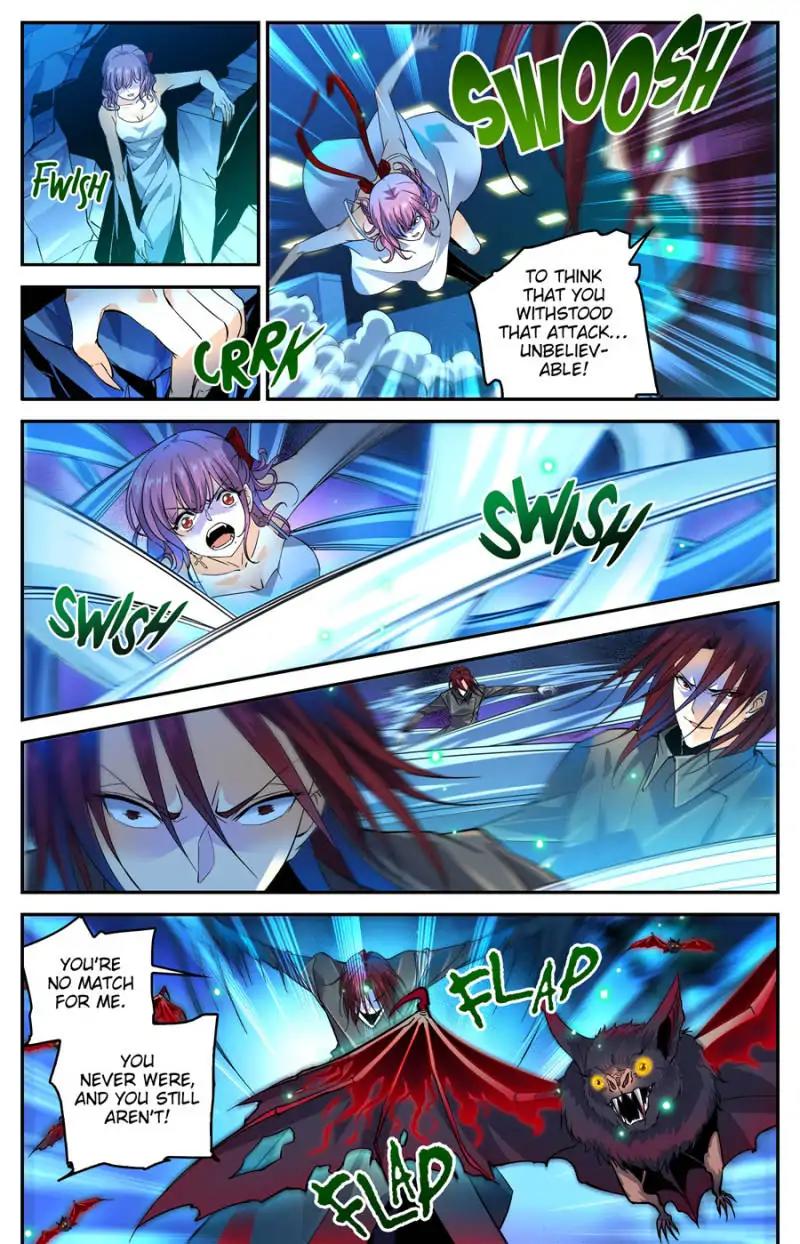 FWISH
SWOOSH
TO THINK
THAT YOU
WITHSTOOD
THAT ATTACK...
UNBELIEV-
ABLE!
CRRK
SWISH
SWISH
YOU'RE
NO MATCH
FOR ME.
YOU
NEVER WERE,
AND YOU STILL
AREN'T!
FLAP
FLAP